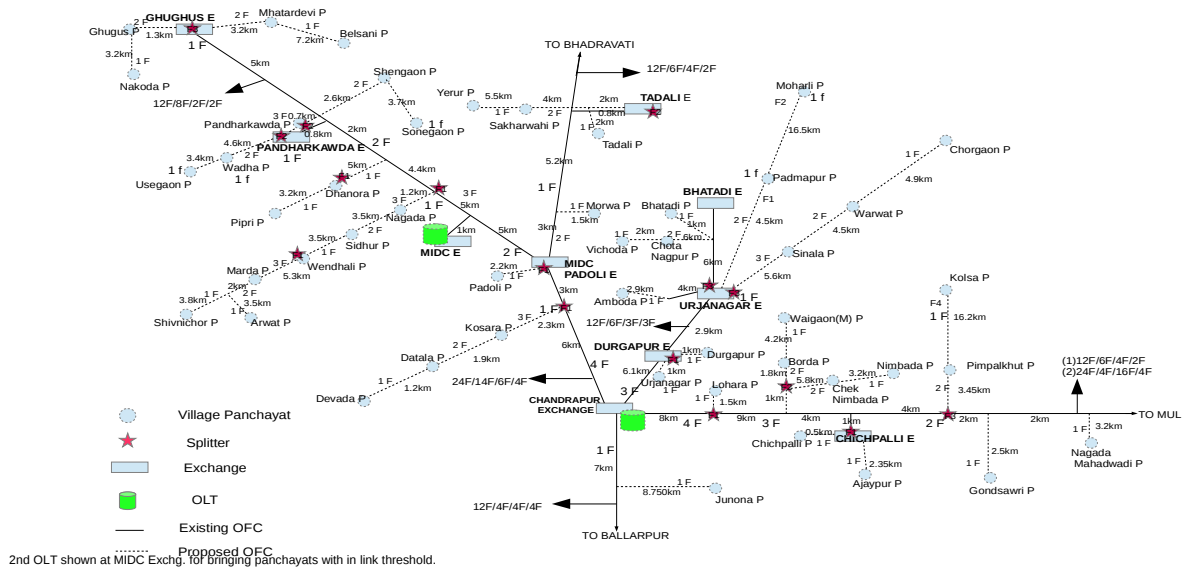 GHUGHUS E
2 F
Mhatardevi P
2 F
Ghugus P
1.3km
3.2km
1 F
7.2km
Belsani P
1 F
3.2km
1 F
Nakoda P
5km
12F/8F/2F/2F
TO BHADRAVATI
12F/6F/4F/2F
Shengaon P
2 F
2.6km
3.7km
Sonegaon P
1 f
Yerur P
5.5km
4km
2km
TADALI E
1 F
2 F
0.8km
Sakharwahi P
1 F
2km
Tadali P
Moharli P
1 f
F2
16.5km
3 F
0.7km
Pandharkawda P
0.8km
PANDHARKAWDA E
1 F
2km
2 F
4.6km
2 F
3.4km
Wadha P
1 f
1 f
Usegaon P
5km
1 F
Dhanora P
3.2km
1 F
Pipri P
4.4km
1.2km
3 F
1 F
Nagada P
3 F
5km
3.5km
2 F
Sidhur P
1km
MIDC E
5km
5.2km
1 F
3km
2 F
1 F
Morwa P
1.5km
Chorgaon P
1 F
4.9km
1 f
Padmapur P
F1
2 F
4.5km
2 F
Warwat P
4.5km
BHATADI E
Bhatadi P
1 F
1km
2km
2 F
6km
1 F
Vichoda P
Chota
Nagpur P
6km
3 F
Sinala P
5.6km
3.5km
1 F
3 F
Wendhali P
5.3km
Marda P
2km
1 F
2 F
3.8km
3.5km
1 F
Shivnichor P
Arwat P
2 F
MIDC
PADOLI E
2.2km
1 F
Padoli P
3km
1 F
2.3km
3 F
Kosara P
2 F
1.9km
Datala P
1 F
1.2km
Devada P
6km
4 F
2.9km
4km
Amboda P
1 F
1 F
URJANAGAR E
12F/6F/3F/3F
2.9km
DURGAPUR E
1km
1 F
Durgapur P
6.1km
1km
Urjanagar P
1 F
3 F
24F/14F/6F/4F
CHANDRAPUR
EXCHANGE
Waigaon(M) P
1 F
4.2km
Borda P
1.8km
2 F
5.8km
2 F
1km
3.2km
1 F
Nimbada P
Chek
Nimbada P
Kolsa P
F4
1 F
16.2km
Pimpalkhut P
2 F
3.45km
Lohara P
1 F
1.5km
(1)12F/6F/4F/2F
(2)24F/4F/16F/4F
8km
4 F
9km
3 F
4km
1km
4km
2 F
2km
2km
TO MUL
0.5km
1 F
Chichpalli P
CHICHPALLI E
1 F
2.35km
Ajaypur P
2.5km
1 F
Gondsawri P
3.2km
1 F
Nagada
Mahadwadi P
1 F
7km
1 F
8.750km
Junona P
12F/4F/4F/4F
TO BALLARPUR
Village Panchayat
Splitter
Exchange
OLT
Existing OFC
Proposed OFC
2nd OLT shown at MIDC Exchg. for bringing panchayats with in link threshold.